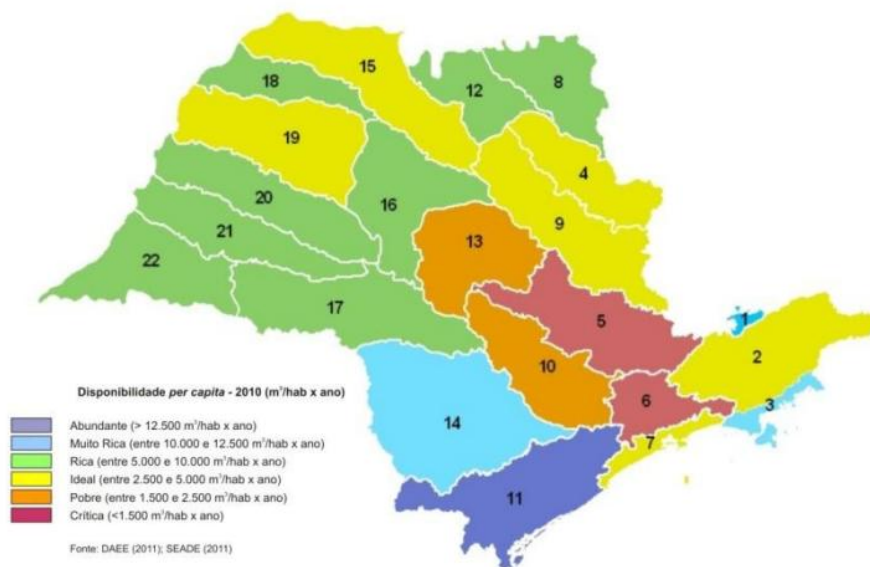 15
18
12
8
19
4
20
16
9
21
13
22
17
5
1
2
10
6
3
14
7
11
Disponibilidade per capita - 2010 (m³/hab x ano)
Abundante (> 12.500 m³/hab x ano)
Muito Rica (entre 10.000 e 12.500 m³/hab x ano)
Rica (entre 5.000 e 10.000 m³/hab x ano)
Ideal (entre 2.500 e 5.000 m³/hab x ano)
Pobre (entre 1.500 e 2.500 m³/hab x ano)
Crítica (<1.500 m³/hab x ano)
Fonte: DAEE (2011); SEADE (2011)